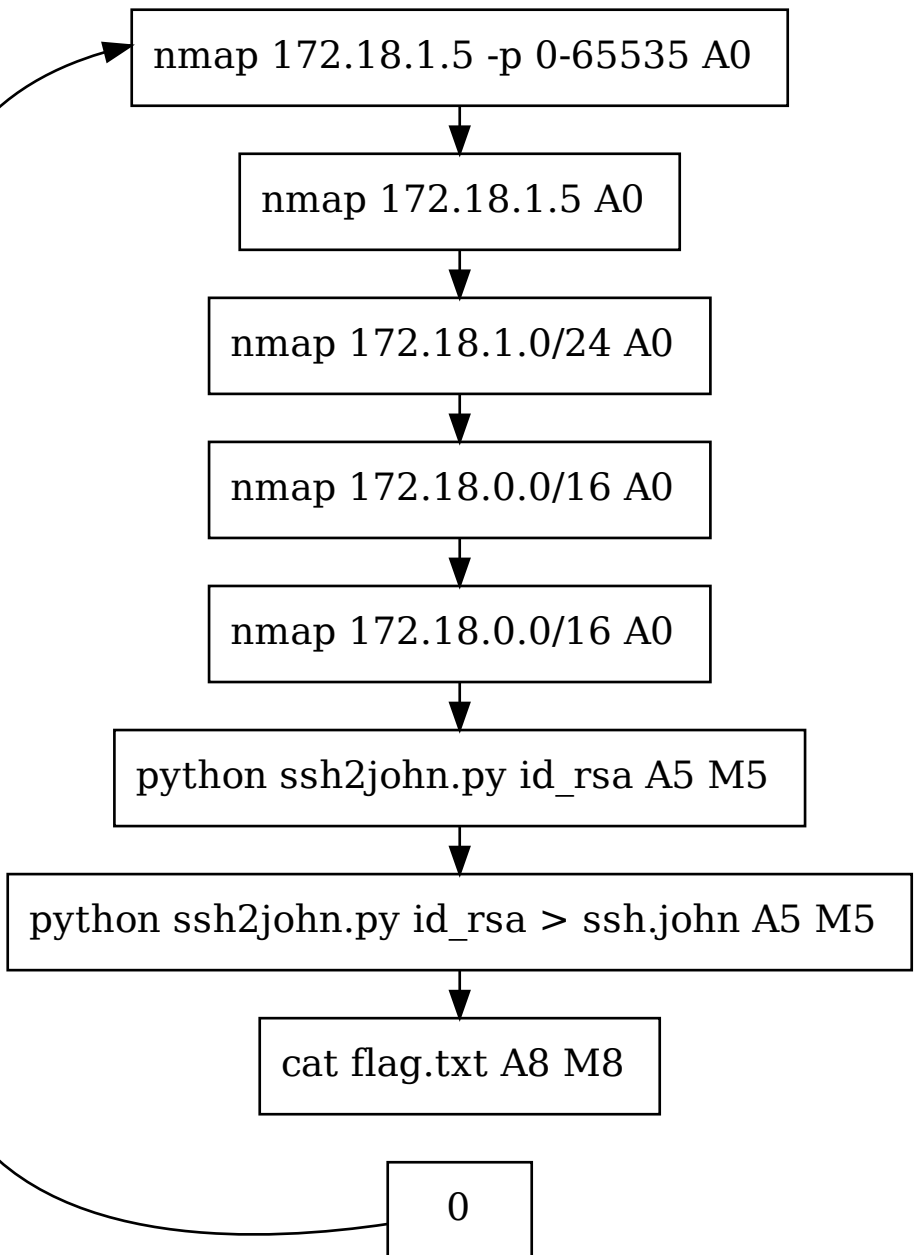 nmap 172.18.1.5 -p 0-65535 A0
nmap 172.18.1.5 A0
nmap 172.18.1.0/24 A0
nmap 172.18.0.0/16 A0
nmap 172.18.0.0/16 A0
python ssh2john.py id_rsa A5 M5
python ssh2john.py id_rsa > ssh.john A5 M5
cat flag.txt A8 M8
0